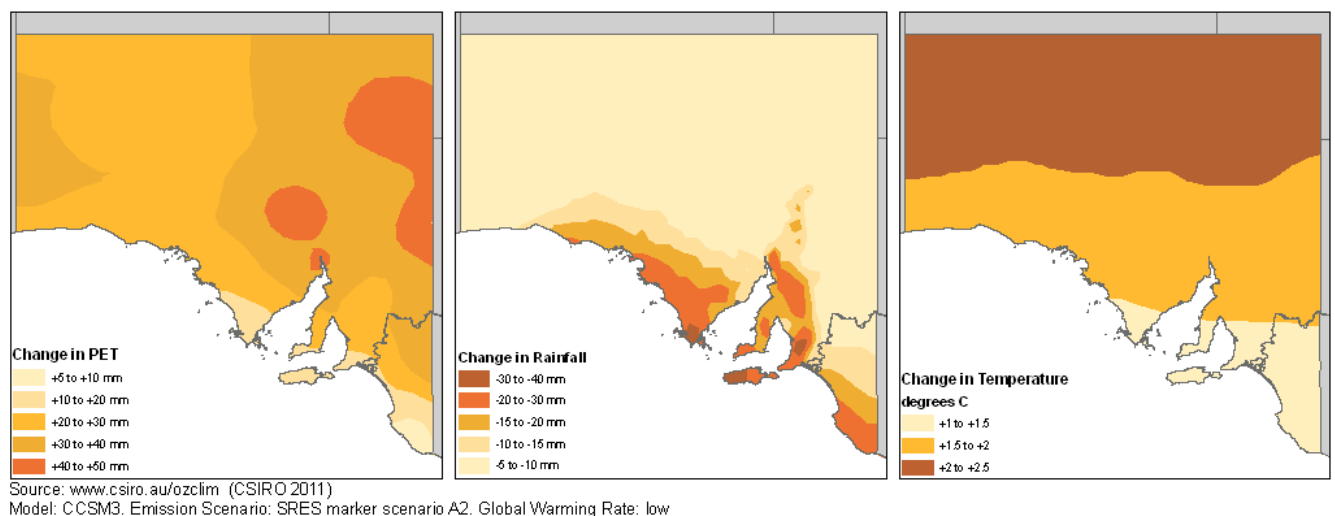 Change in PET
+5 to +10 mm
+10 to +20 mm
+20 to +30 mm
+30 to +40 mm
+40 to +50 mm
Change in Rainfall
-30 to -40 mm
-20 to -30 mm
-15 to -20 mm
-10 to -15 mm
-5 to -10 mm
Change in Temperature
degrees C
+1 to +1.5
+1.5 to +2
+2 to +2.5
Source: www.csiro.au/ozclim (CSIRO 2011)
Model: CCSM3. Emission Scenario: SRES marker scenario A2. Global Warming Rate: low